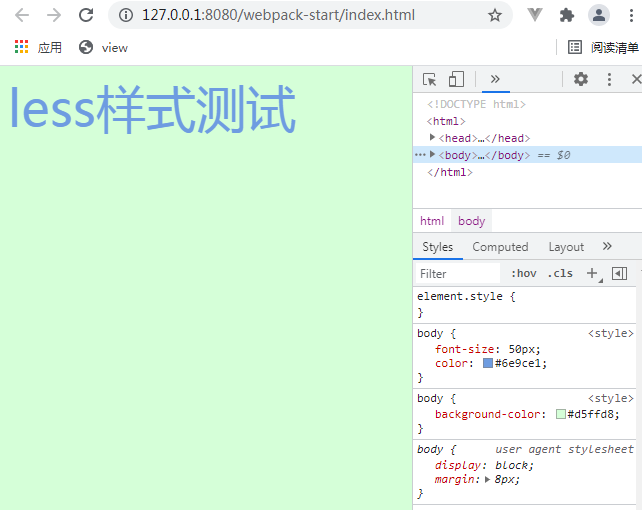 127.0.0.1:8080/webpack-start/index.html
应用 view 阅读清单
less样式测试
<!DOCTYPE html>
<html>
<head>…</head>
<body>…</body> == $0
</html>
html body
Styles Computed Layout
Filter :hov .cls
element.style {
}
body { <style>
font-size: 50px;
color: #6e9ce1;
}
body { <style>
background-color: #d5ffd8;
}
body { user agent stylesheet
display: block;
margin: 8px;
}